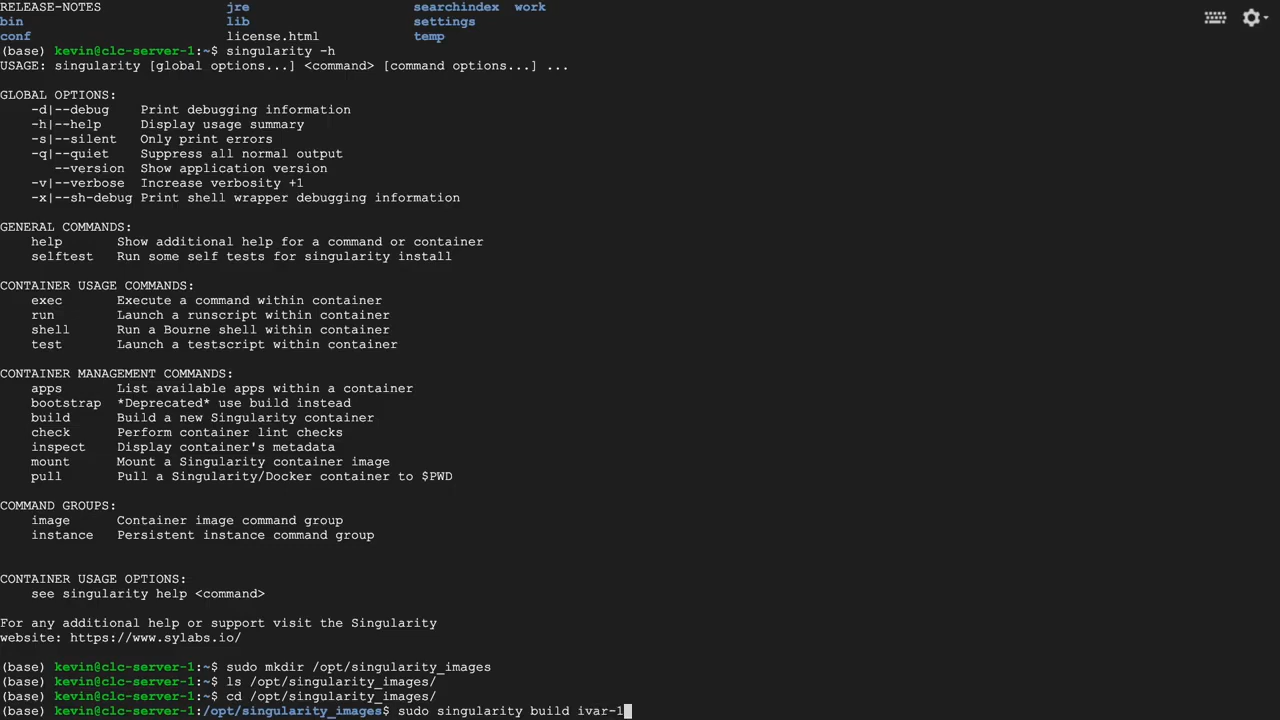 RELEASE-NOTES jre searchindex work
bin lib settings
conf license.html temp
(base) kevin@clc-server-1:~$ singularity -h
USAGE: singularity [global options...] <command> [command options...] ...
GLOBAL OPTIONS:
-d|--debug Print debugging information
-h|--help Display usage summary
-s|--silent Only print errors
-q|--quiet Suppress all normal output
--version Show application version
-v|--verbose Increase verbosity +1
-x|--sh-debug Print shell wrapper debugging information
GENERAL COMMANDS:
help Show additional help for a command or container
selftest Run some self tests for singularity install
CONTAINER USAGE COMMANDS:
exec Execute a command within container
run Launch a runscript within container
shell Run a Bourne shell within container
test Launch a testscript within container
CONTAINER MANAGEMENT COMMANDS:
apps List available apps within a container
bootstrap *Deprecated* use build instead
build Build a new Singularity container
check Perform container lint checks
inspect Display container's metadata
mount Mount a Singularity container image
pull Pull a Singularity/Docker container to $PWD
COMMAND GROUPS:
image Container image command group
instance Persistent instance command group
CONTAINER USAGE OPTIONS:
see singularity help <command>
For any additional help or support visit the Singularity
website: https://www.sylabs.io/
(base) kevin@clc-server-1:~$ sudo mkdir /opt/singularity_images
(base) kevin@clc-server-1:~$ ls /opt/singularity_images/
(base) kevin@clc-server-1:~$ cd /opt/singularity_images/
(base) kevin@clc-server-1:/opt/singularity_images$ sudo singularity build ivar-1